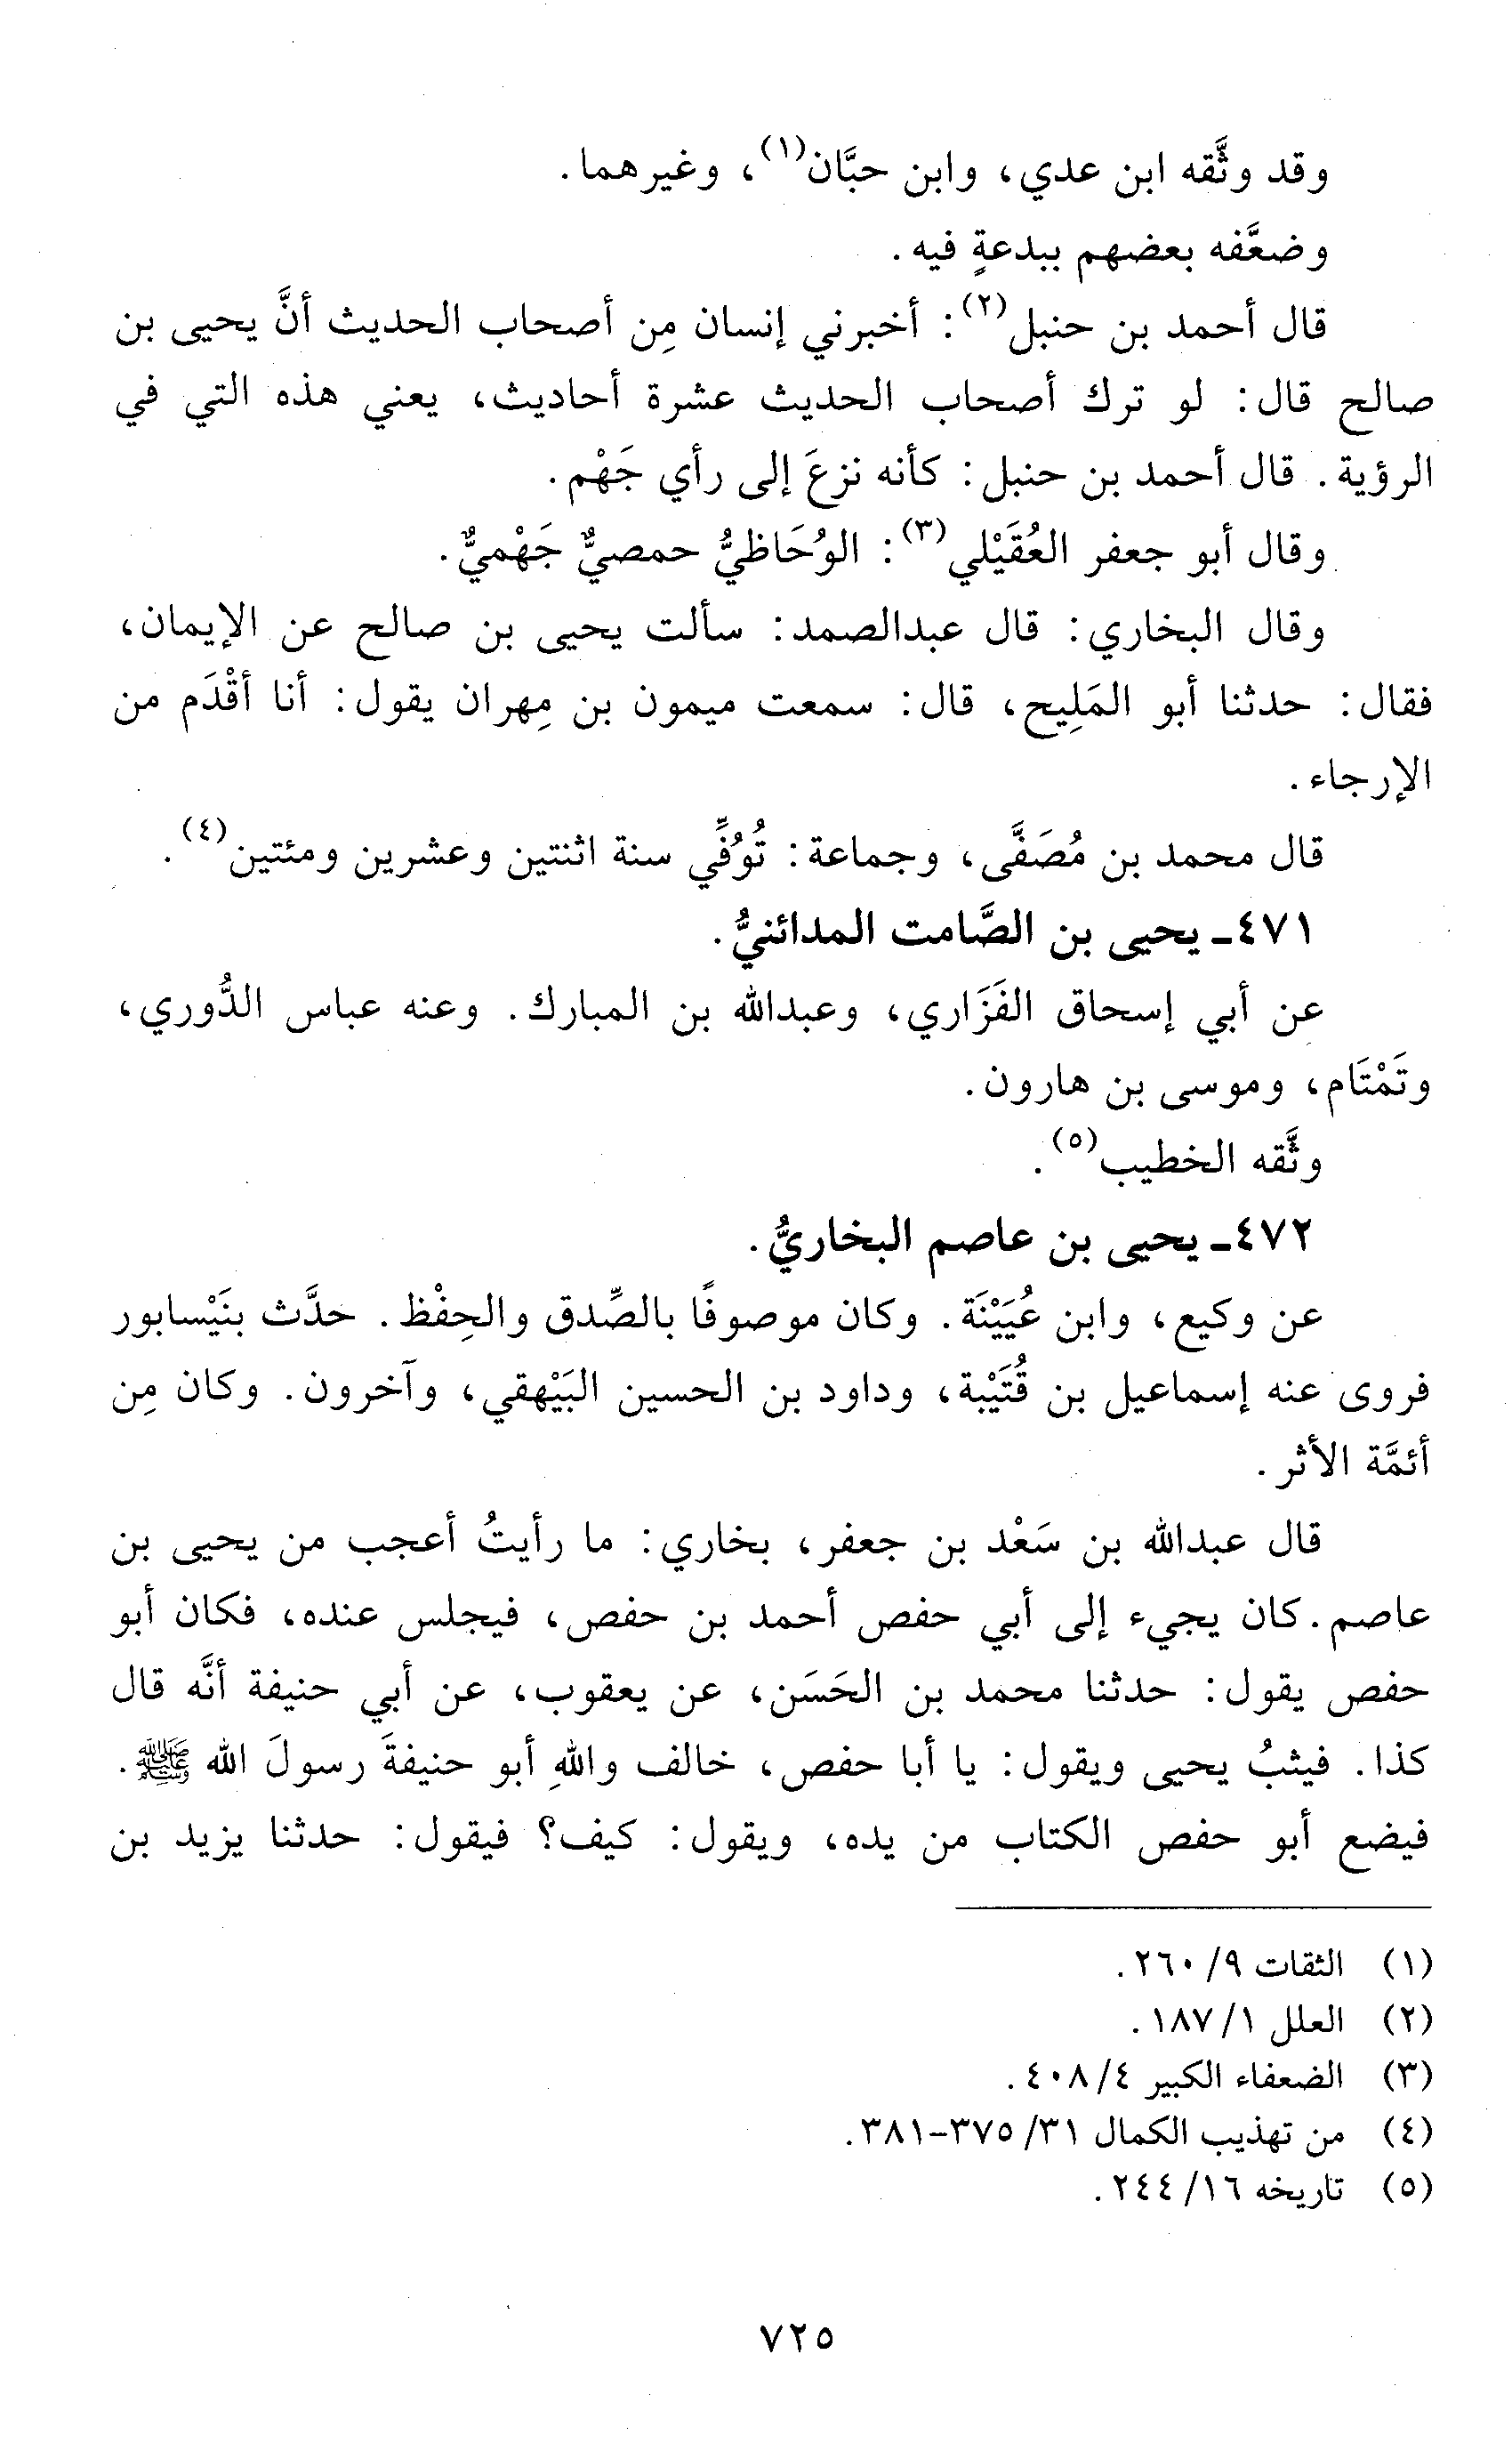 وقد وثَّقه ابن عدي، وابن حبَّان(١)، وغيرهما.
وضعَّفه بعضهم ببدعةٍ فيه.
قال أحمد بن حنبل(٢): أخبرني إنسان مِن أصحاب الحديث أنَّ يحيى بن
صالح قال: لو ترك أصحاب الحديث عشرة أحاديث، يعني هذه التي في
الرؤية. قال أحمد بن حنبل: كأنه نزعَ إلى رأي جَهْم.
وقال أبو جعفر العُقَيْلي(٣): الوُحَاظيُّ حمصيٌّ جَهْميٌّ.
وقال البخاري: قال عبدالصمد: سألت يحيى بن صالح عن الإيمان،
فقال: حدثنا أبو المَلِيح، قال: سمعت ميمون بن مِهران يقول: أنا أقْدَم من
الإرجاء.
قال محمد بن مُصَفَّى، وجماعة: تُوُفِّي سنة اثنتين وعشرين ومئتين(٤).
٤٧١ـ يحيى بن الصَّامت المدائنيُّ.
عن أبي إسحاق الفَزَاري، وعبدالله بن المبارك. وعنه عباس الدُّوري،
وتَمْتَام، وموسى بن هارون.
وثَّقه الخطيب(٥).
٤٧٢ـ يحيى بن عاصم البخاريُّ.
عن وكيع، وابن عُيَيْنَة. وكان موصوفًا بالصِّدق والحِفْظ. حدَّث بنَيْسابور
فروى عنه إسماعيل بن قُتَيْبة، وداود بن الحسين البَيْهقي، وآخرون. وكان مِن
أئمَّة الأثر.
قال عبدالله بن سَعْد بن جعفر، بخاري: ما رأيتُ أعجب من يحيى بن
عاصم. كان يجيء إلى أبي حفص أحمد بن حفص، فيجلس عنده، فكان أبو
حفص يقول: حدثنا محمد بن الحَسَن، عن يعقوب، عن أبي حنيفة أنَّه قال
كذا. فيثبُ يحيى ويقول: يا أبا حفص، خالف واللهِ أبو حنيفةَ رسولَ الله ﷺ.
فيضع أبو حفص الكتاب من يده، ويقول: كيف؟ فيقول: حدثنا يزيد بن
(١) الثقات ٩/ ٢٦٠.
(٢) العلل ١/ ١٨٧.
(٣) الضعفاء الكبير ٤/ ٤٠٨.
(٤) من تهذيب الكمال ٣١/ ٣٧٥-٣٨١.
(٥) تاريخه ١٦/ ٢٤٤.
٧٢٥